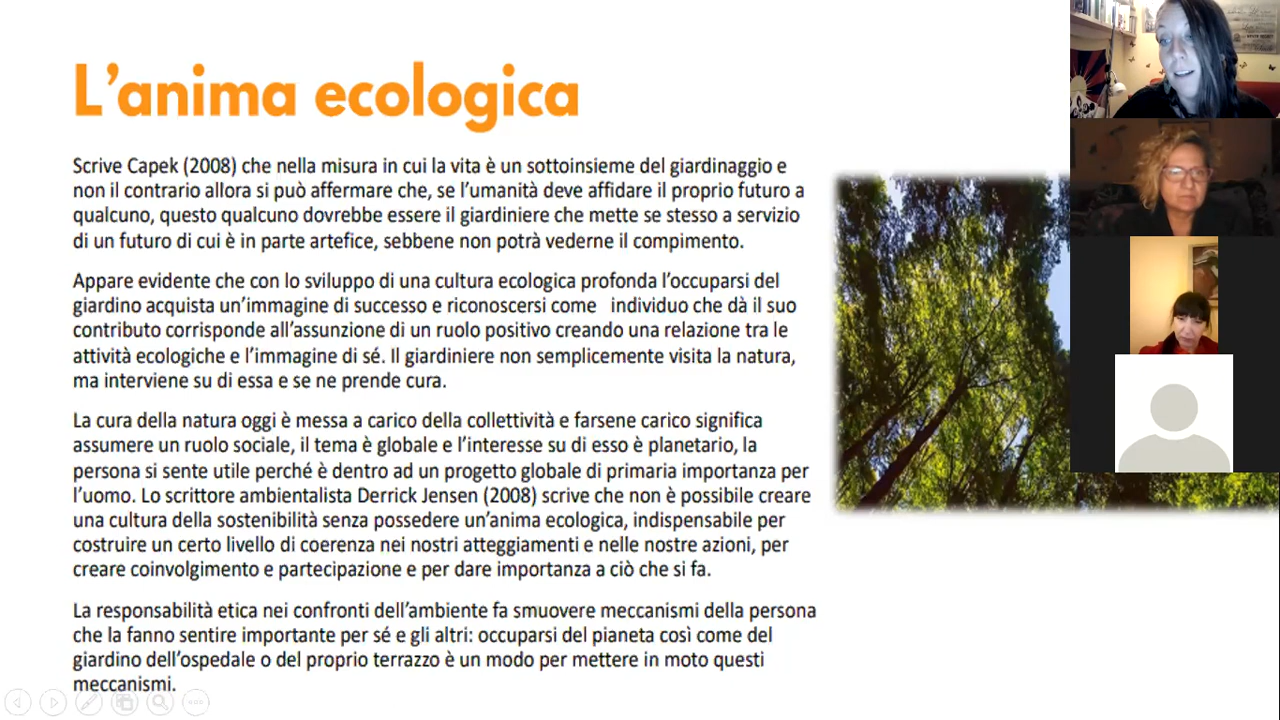 L'anima ecologica
Scrive Capek (2008) che nella misura in cui la vita è un sottoinsieme del giardinaggio e
non il contrario allora si può affermare che, se l'umanità deve affidare il proprio futuro a
qualcuno, questo qualcuno dovrebbe essere il giardiniere che mette se stesso a servizio
di un futuro di cui è in parte artefice, sebbene non potrà vederne il compimento.
Appare evidente che con lo sviluppo di una cultura ecologica profonda l'occuparsi del
giardino acquista un'immagine di successo e riconoscersi come individuo che dà il suo
contributo corrisponde all'assunzione di un ruolo positivo creando una relazione tra le
attività ecologiche e l'immagine di sé. Il giardiniere non semplicemente visita la natura,
ma interviene su di essa e se ne prende cura.
La cura della natura oggi è messa a carico della collettività e farsene carico significa
assumere un ruolo sociale, il tema è globale e l'interesse su di esso è planetario, la
persona si sente utile perché è dentro ad un progetto globale di primaria importanza per
l'uomo. Lo scrittore ambientalista Derrick Jensen (2008) scrive che non è possibile creare
una cultura della sostenibilità senza possedere un'anima ecologica, indispensabile per
costruire un certo livello di coerenza nei nostri atteggiamenti e nelle nostre azioni, per
creare coinvolgimento e partecipazione e per dare importanza a ciò che si fa.
La responsabilità etica nei confronti dell'ambiente fa smuovere meccanismi della persona
che la fanno sentire importante per sé e gli altri: occuparsi del pianeta così come del
giardino dell'ospedale o del proprio terrazzo è un modo per mettere in moto questi
meccanismi.